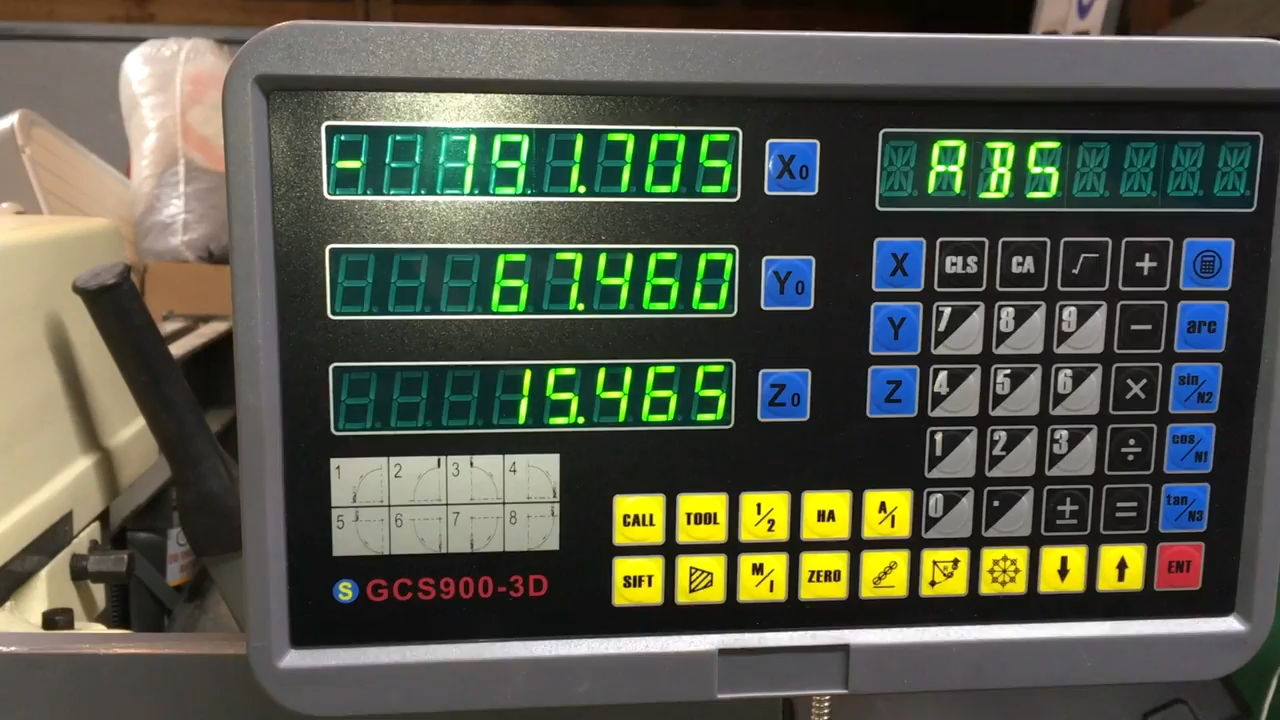 - 191.705 X0 ABS
67.460 Y0
15.465 Z0
X CLS CA √ +
Y 7 8 9 − arc
Z 4 5 6 × sin/N2
1 2 3 ÷ cos/N1
0 . ± = tan/N3
1 2 3 4
5 6 7 8
CALL TOOL 1/2 HA A/I
SIFT M/I ZERO R ↓ ↑ ENT
S GCS900-3D